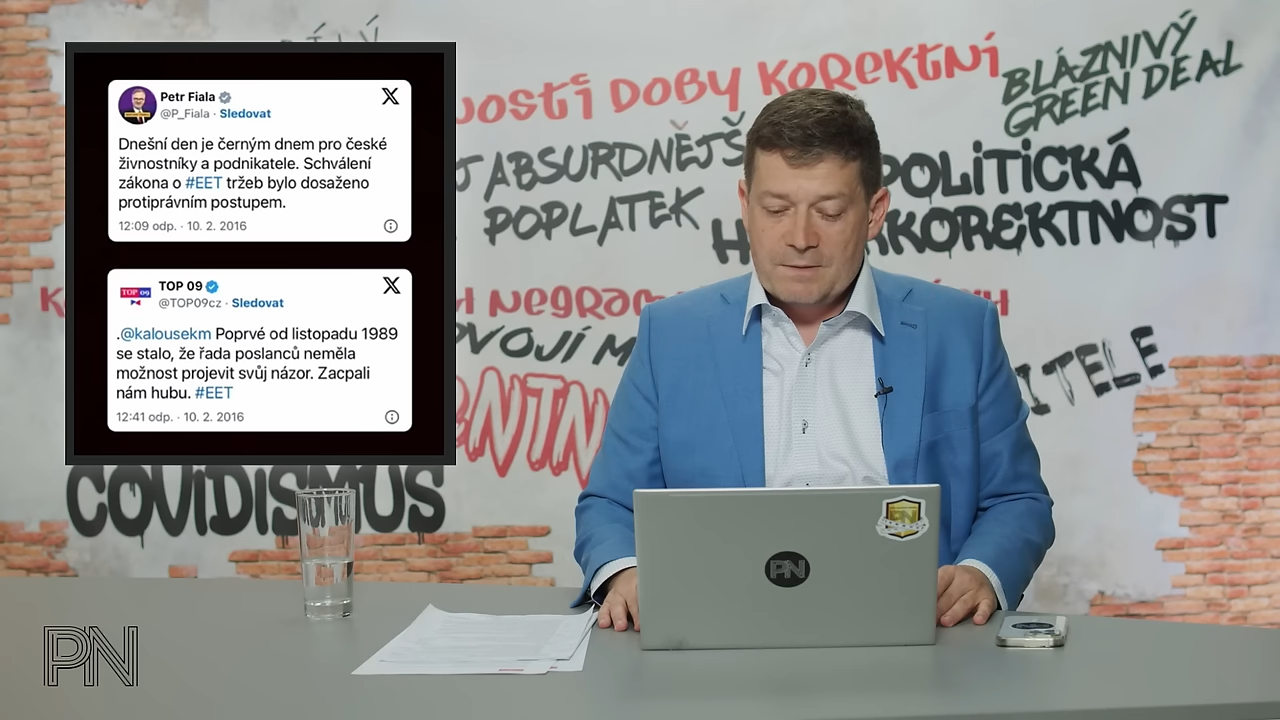 Petr Fiala
@P_Fiala · Sledovat
Dnešní den je černým dnem pro české
živnostníky a podnikatele. Schválení
zákona o #EET tržeb bylo dosaženo
protiprávním postupem.
12:09 odp. · 10. 2. 2016
TOP 09
TOP 09
@TOP09cz · Sledovat
.@kalousekm Poprvé od listopadu 1989
se stalo, že řada poslanců neměla
možnost projevit svůj názor. Zacpali
nám hubu. #EET
12:41 odp. · 10. 2. 2016
DOBY KOREKTNÍ
BLÁZNIVÝ
GREEN DEAL
ABSURDNĚJŠ
POPLATEK
POLITICKÁ
KOREKTNOST
COVIDISMUS
PN
PN
PN